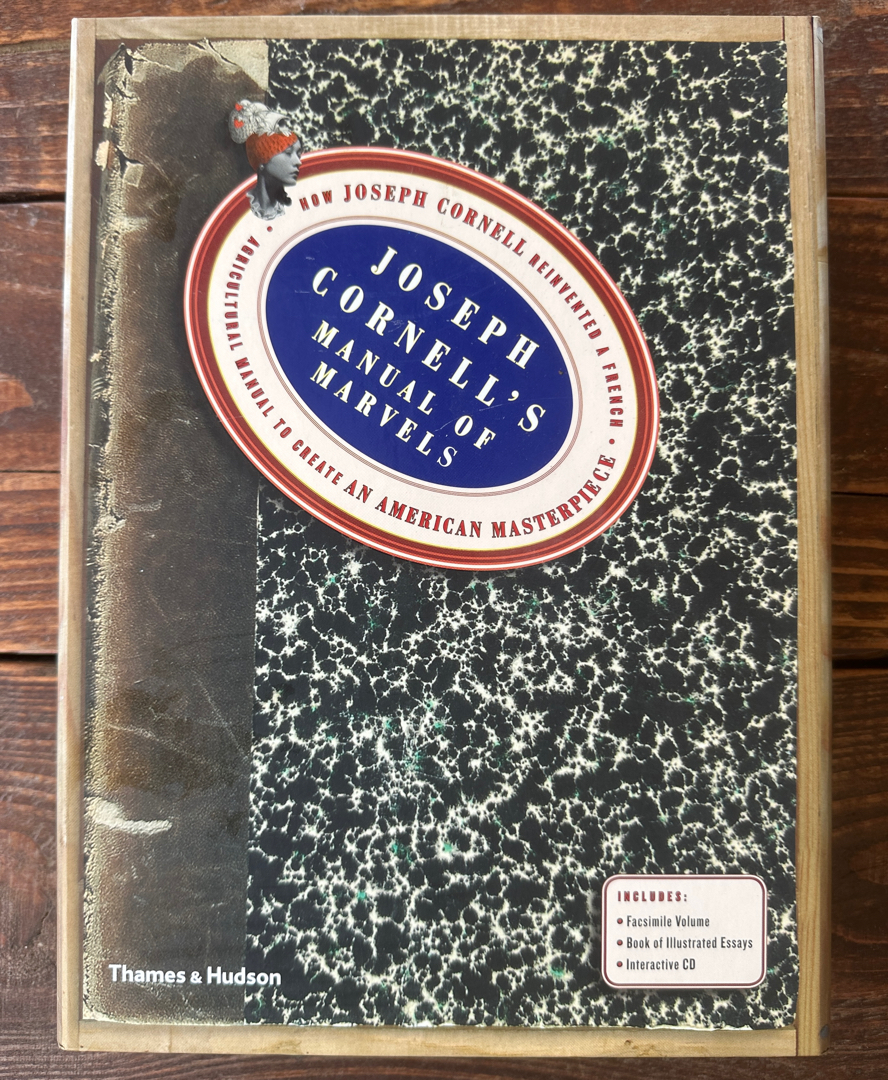 HOW JOSEPH CORNELL REINVENTED A FRENCH •
AGRICULTURAL MANUAL TO CREATE AN AMERICAN MASTERPIECE •
JOSEPH
CORNELL'S
MANUAL OF
MARVELS
INCLUDES:
• Facsimile Volume
• Book of Illustrated Essays
• Interactive CD
Thames & Hudson